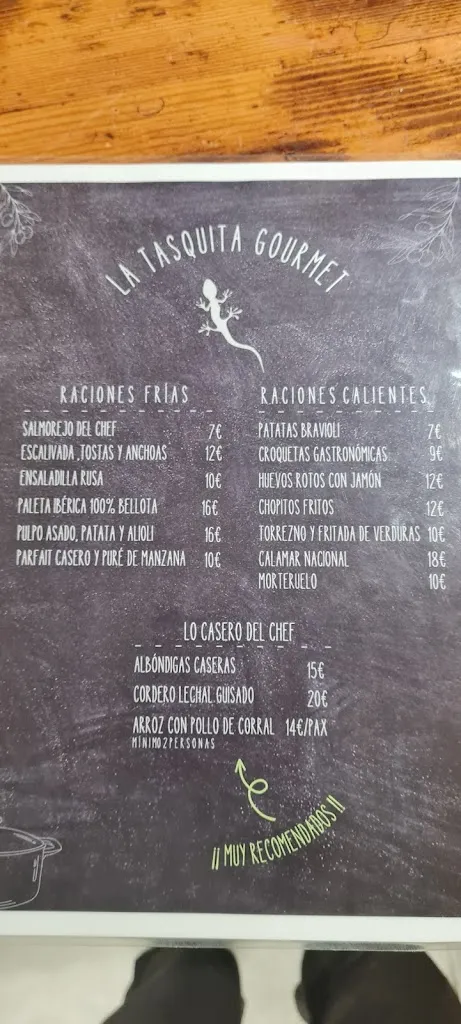 LA TASQUITA GOURMET
RACIONES FRÍAS
SALMOREJO DEL CHEF 7€
ESCALIVADA ,TOSTAS Y ANCHOAS 12€
ENSALADILLA RUSA 10€
PALETA IBÉRICA 100% BELLOTA 16€
PULPO ASADO, PATATA Y ALIOLI 16€
PARFAIT CASERO Y PURÉ DE MANZANA 10€
RACIONES CALIENTES
PATATAS BRAVIOLI 7€
CROQUETAS GASTRONÓMICAS 9€
HUEVOS ROTOS CON JAMÓN 12€
CHOPITOS FRITOS 12€
TORREZNO Y FRITADA DE VERDURAS 10€
CALAMAR NACIONAL 18€
MORTERUELO 10€
LO CASERO DEL CHEF
ALBÓNDIGAS CASERAS 15€
CORDERO LECHAL GUISADO 20€
ARROZ CON POLLO DE CORRAL 14€/PAX
MÍNIMO 2 PERSONAS
¡¡ MUY RECOMENDADOS !!